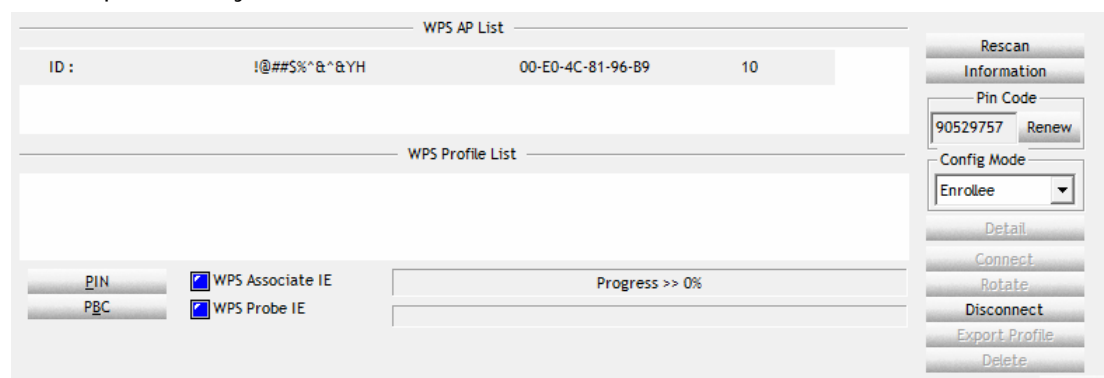 WPS AP List
ID :    !@##$%^&^&YH    00-E0-4C-81-96-B9    10
WPS Profile List
PIN
PBC
WPS Associate IE
WPS Probe IE
Progress >> 0%
Rescan
Information
Pin Code
90529757 Renew
Config Mode
Enrollee
Detail
Connect
Rotate
Disconnect
Export Profile
Delete